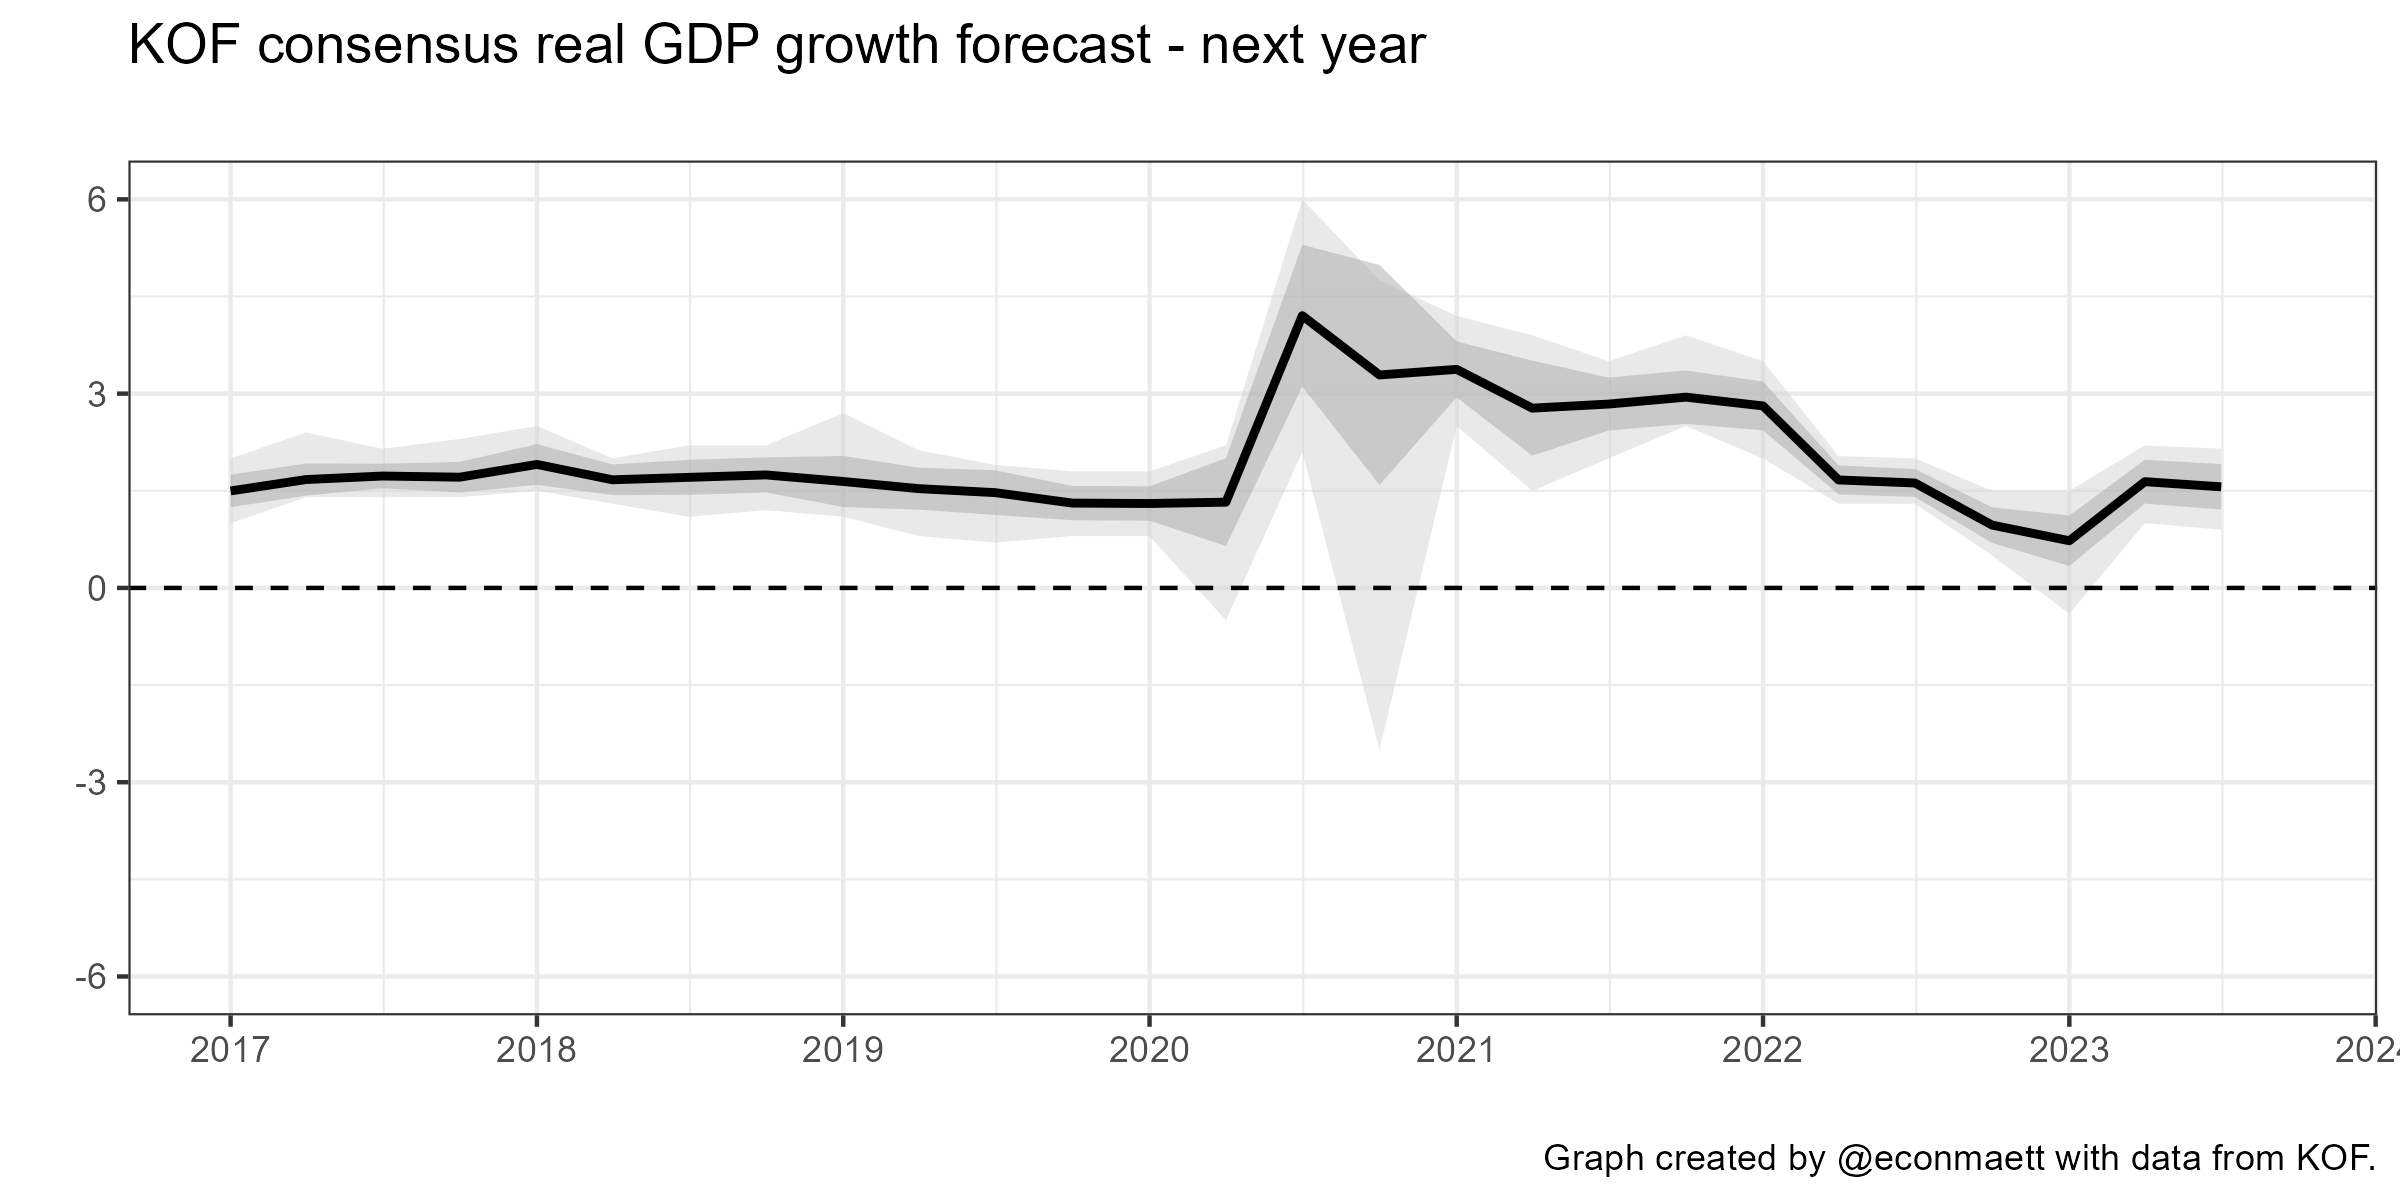 KOF consensus real GDP growth forecast - next year
6
3
0
-3
-6
2017 2018 2019 2020 2021 2022 2023 202
Graph created by @econmaett with data from KOF.